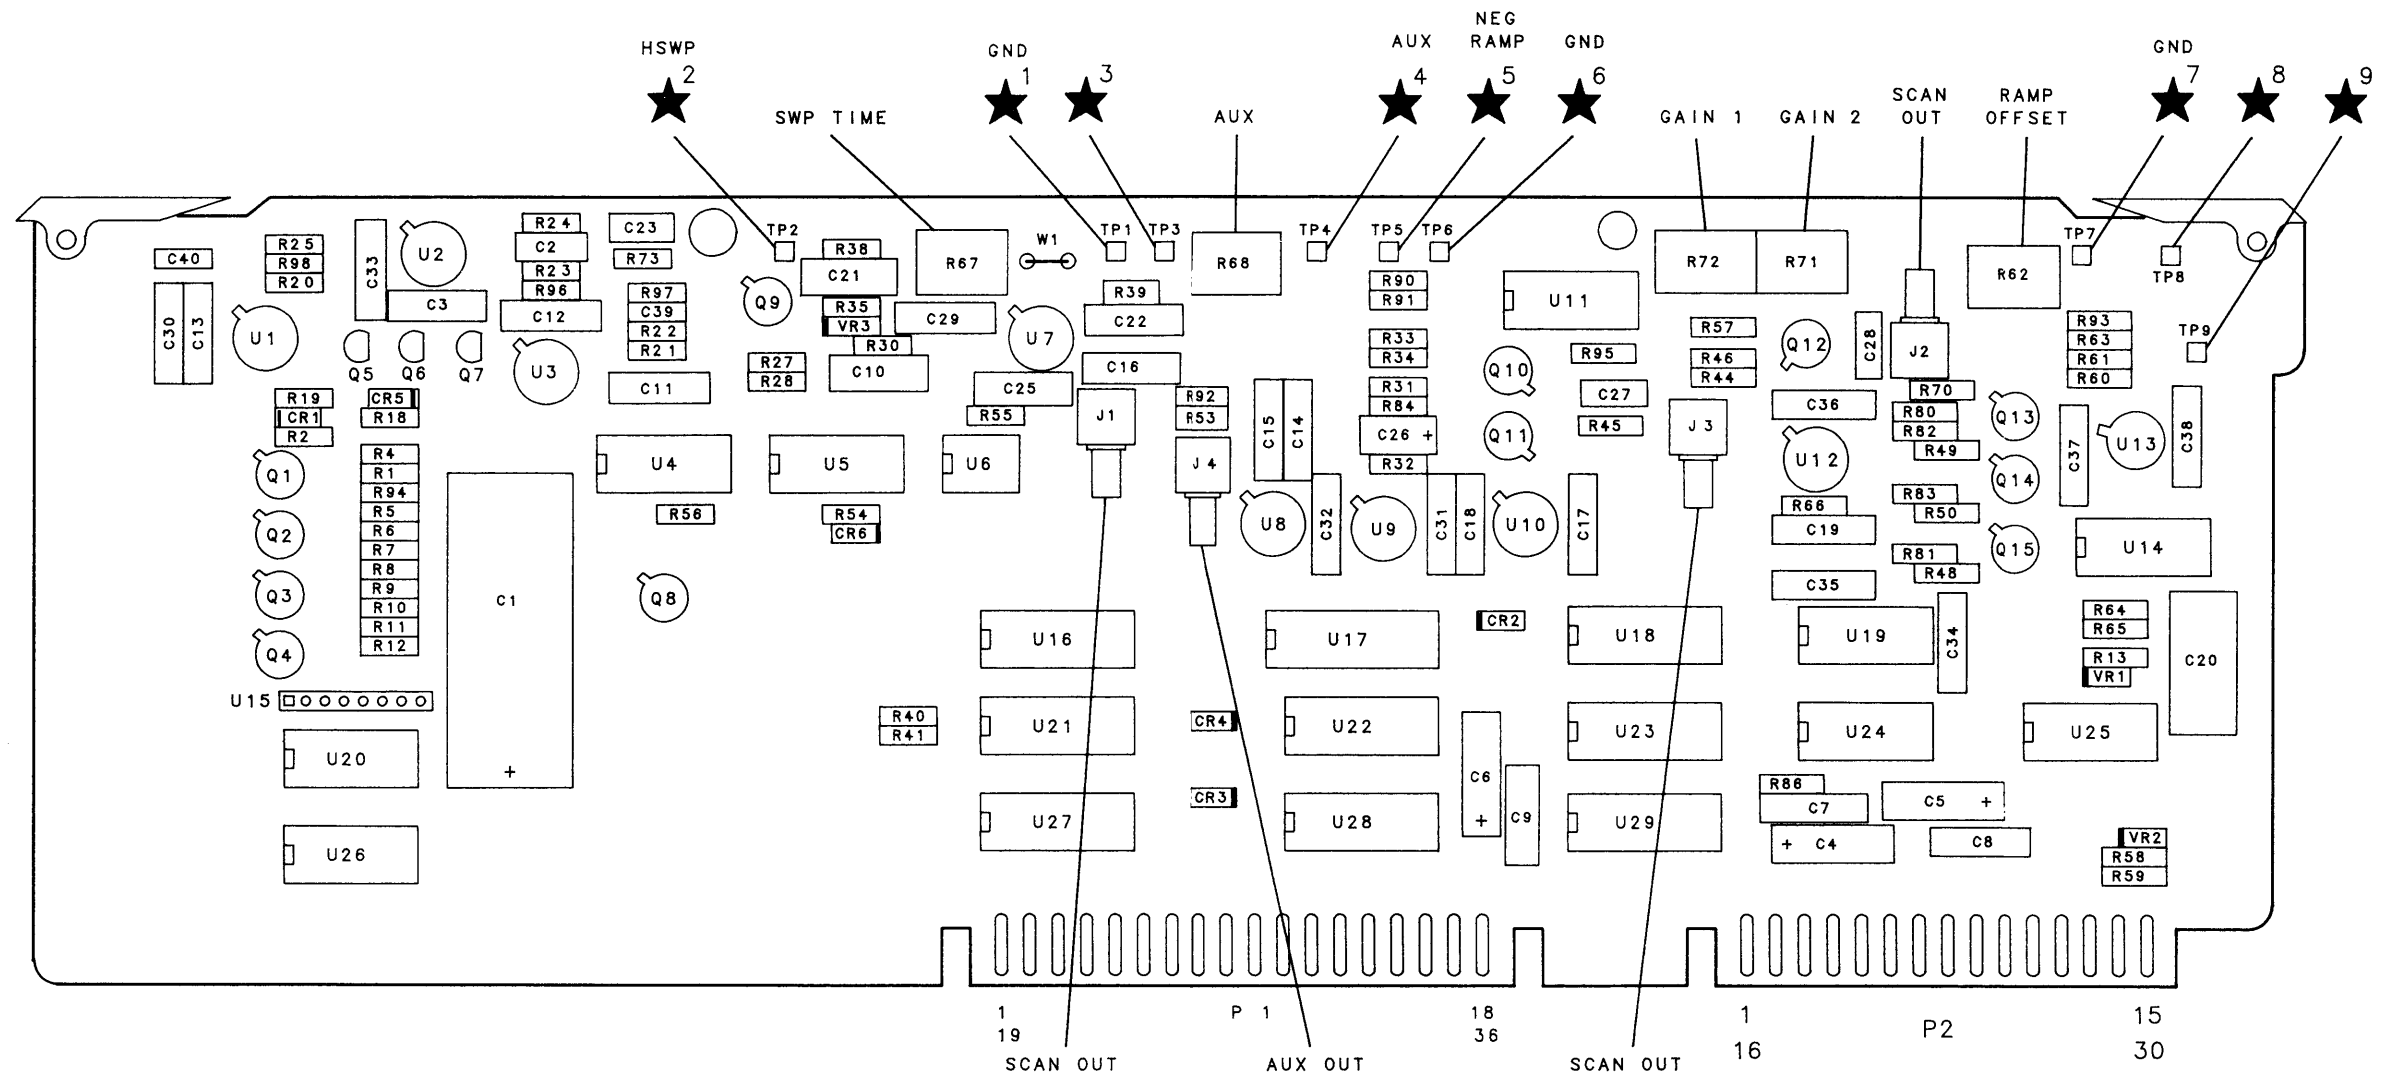 HSWP
2
SWP TIME
GND
1
3
AUX
AUX
4
NEG
RAMP
5
GND
6
GAIN 1
GAIN 2
SCAN
OUT
RAMP
OFFSET
GND
7
8
9
C40
R25
R98
R20
C33
U2
R24
C2
R23
R96
C23
R73
TP2
R38
C21
R67
W1
TP1
TP3
R68
TP4
TP5
TP6
R90
R91
U11
R72
R71
R62
TP7
TP8
C30
C13
U1
C3
C12
R97
C39
R22
R21
Q9
R35
VR3
R30
C29
U7
R39
C22
R33
R34
R57
R46
R44
Q12
C28
J2
R93
R63
R61
R60
TP9
Q5
Q6
Q7
U3
C11
R27
R28
C10
C25
C16
R95
Q10
C27
R70
R19
CR1
R2
CR5
R18
R55
J1
R92
R53
C15
C14
R31
R84
C26 +
R32
Q11
R45
J3
C36
R80
R82
R49
Q13
C37
U13
C38
Q1
R4
R1
R94
R5
R6
R7
R8
R9
R10
R11
R12
U4
U5
U6
J4
U12
Q14
R56
R54
CR6
U8
C32
U9
C31
C18
U10
C17
R66
C19
R83
R50
Q2
R81
R48
Q15
U14
Q3
C1
+
Q8
C35
Q4
U16
U17
CR2
U18
U19
C34
R64
R65
R13
VR1
C20
U15
R40
R41
U21
CR4
U22
C6
+
U23
U24
U25
U20
U27
CR3
U28
C9
U29
R86
C7
C5 +
+ C4
C8
VR2
R58
R59
U26
1
19
P 1
18
36
1
16
P2
15
30
SCAN OUT
AUX OUT
SCAN OUT